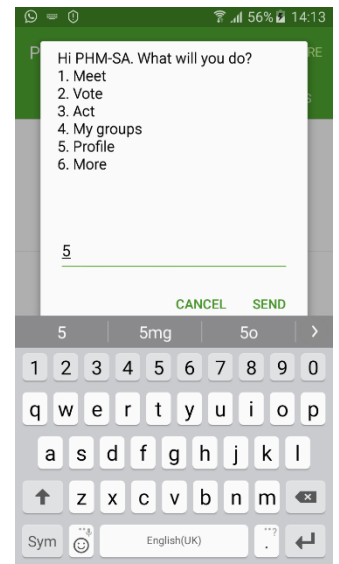 56% 14:13
P
RE
S
Hi PHM-SA. What will you do?
1. Meet
2. Vote
3. Act
4. My groups
5. Profile
6. More
5
CANCEL SEND
5 5mg 5o >
1 2 3 4 5 6 7 8 9 0
q w e r t y u i o p
a s d f g h j k l
z x c v b n m
Sym English(UK) . ?